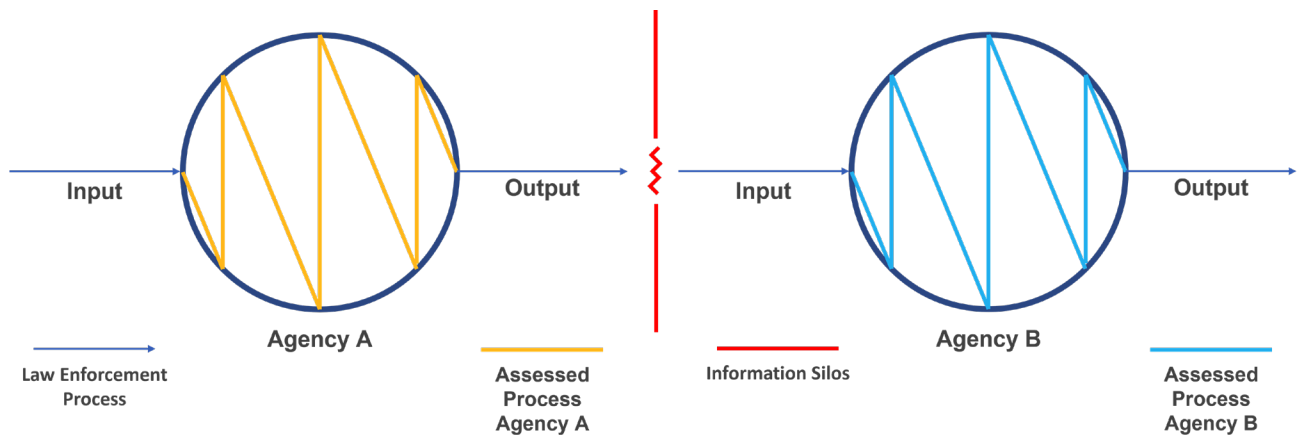 Input
Output
Input
Output
Agency A
Agency B
Law Enforcement
Process
Assessed
Process
Agency A
Information Silos
Assessed
Process
Agency B